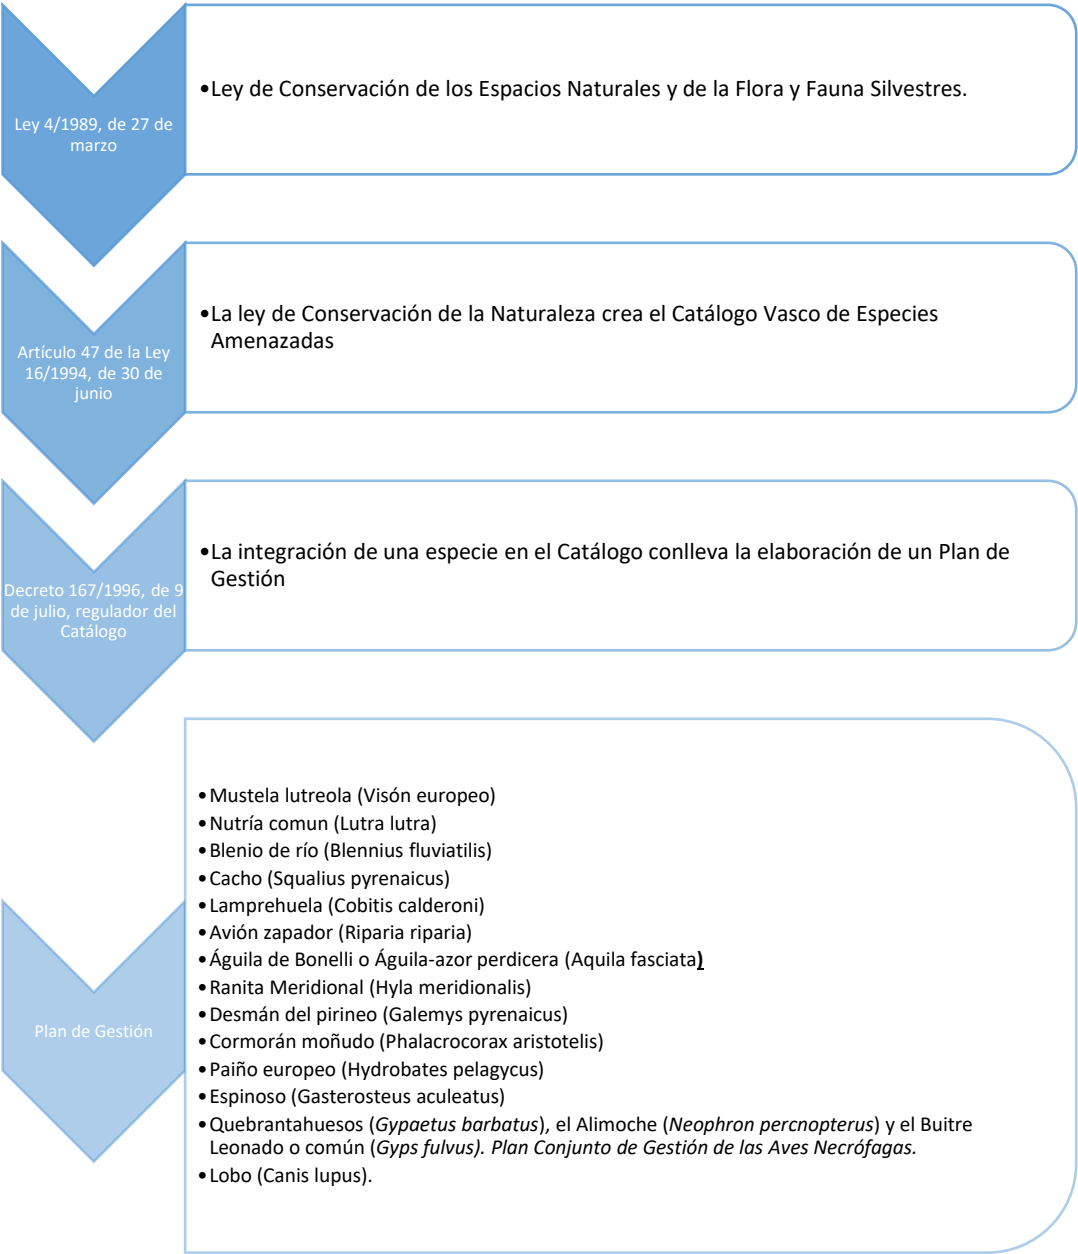 Ley 4/1989, de 27 de
marzo
•Ley de Conservación de los Espacios Naturales y de la Flora y Fauna Silvestres.
Artículo 47 de la Ley
16/1994, de 30 de
junio
•La ley de Conservación de la Naturaleza crea el Catálogo Vasco de Especies
Amenazadas
Decreto 167/1996, de 9
de julio, regulador del
Catálogo
•La integración de una especie en el Catálogo conlleva la elaboración de un Plan de
Gestión
Plan de Gestión
•Mustela lutreola (Visón europeo)
•Nutría comun (Lutra lutra)
•Blenio de río (Blennius fluviatilis)
•Cacho (Squalius pyrenaicus)
•Lamprehuela (Cobitis calderoni)
•Avión zapador (Riparia riparia)
•Águila de Bonelli o Águila-azor perdicera (Aquila fasciata)
•Ranita Meridional (Hyla meridionalis)
•Desmán del pirineo (Galemys pyrenaicus)
•Cormorán moñudo (Phalacrocorax aristotelis)
•Paiño europeo (Hydrobates pelagycus)
•Espinoso (Gasterosteus aculeatus)
•Quebrantahuesos (Gypaetus barbatus), el Alimoche (Neophron percnopterus) y el Buitre
Leonado o común (Gyps fulvus). Plan Conjunto de Gestión de las Aves Necrófagas.
•Lobo (Canis lupus).